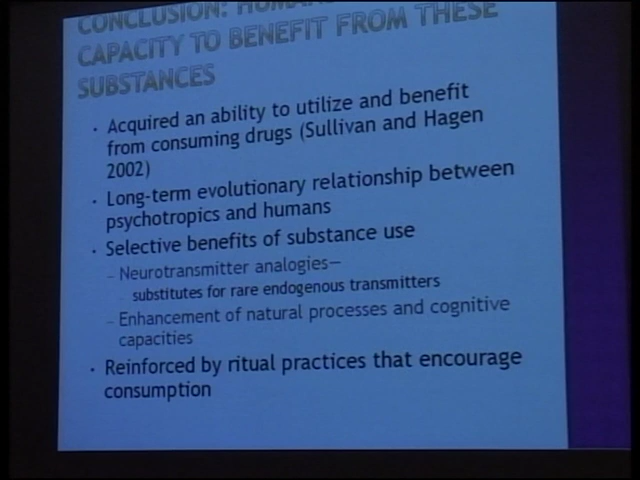 CONCLUSION: HUMAN
CAPACITY TO BENEFIT FROM THESE
SUBSTANCES
· Acquired an ability to utilize and benefit
from consuming drugs (Sullivan and Hagen
2002)
· Long-term evolutionary relationship between
psychotropics and humans
· Selective benefits of substance use
– Neurotransmitter analogies—
substitutes for rare endogenous transmitters
– Enhancement of natural processes and cognitive
capacities
· Reinforced by ritual practices that encourage
consumption